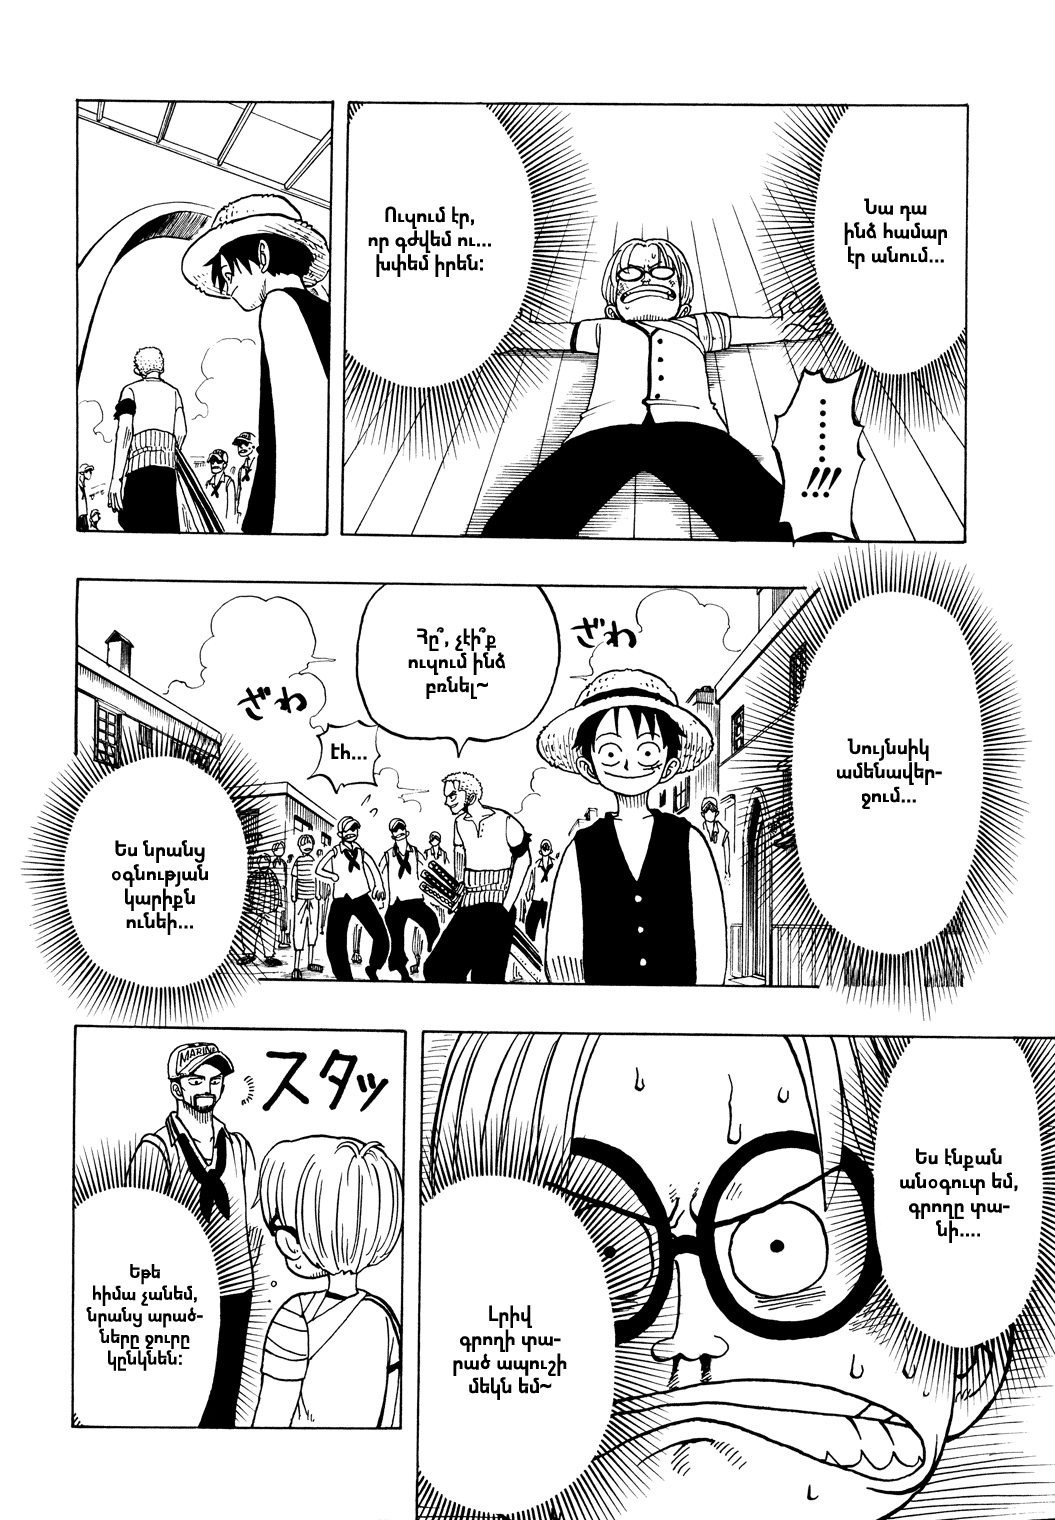 Նա դա
ինձ համար
էր անում...
Ուզում էր,
որ գժվեմ ու...
խփեմ իրեն:
........!!!
ざわ
ざわ
Հը՞, չէի՞ք
ուզում ինձ
բռնել~
էհ...
Նույնսիկ
ամենավեր-
ջում...
Ես նրանց
օգնության
կարիքն
ունեի...
Ես էնքան
անօգուտ եմ,
գրողը տա-
նի....
Լրիվ
գրողի տա-
րած ապուշի
մեկն եմ~
MARINE
スタッ
Եթե
հիմա չանեմ,
նրանց արած-
ները ջուրը
կընկնեն: